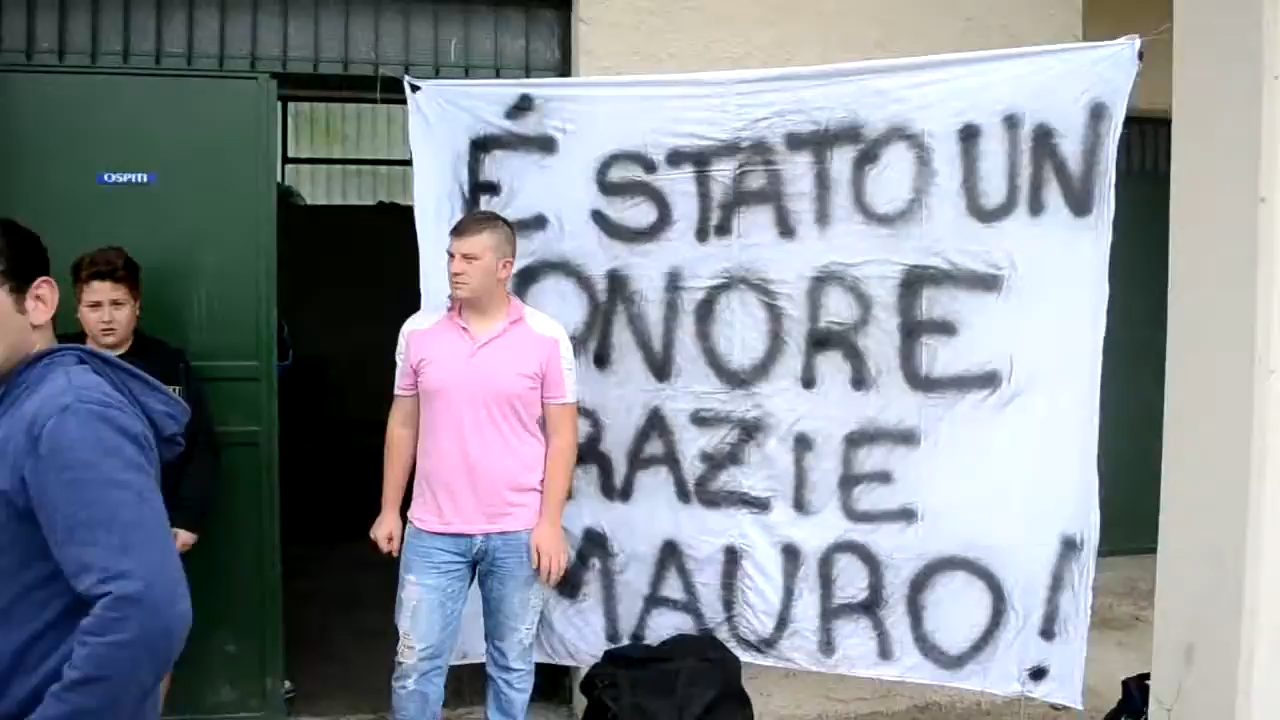 OSPITI
É STATO UN
ONORE
RAZIE
MAURO!